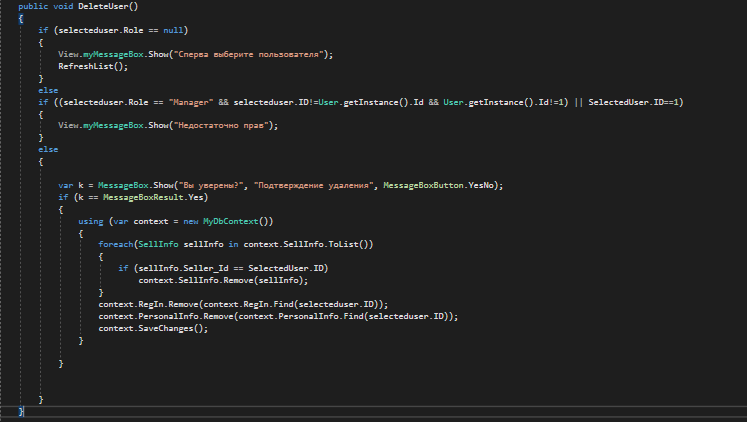 public void DeleteUser()
{
if (selecteduser.Role == null)
{
View.myMessageBox.Show("Сперва выберите пользователя");
RefreshList();
}
else
if ((selecteduser.Role == "Manager" && selecteduser.ID!=User.getInstance().Id && User.getInstance().Id!=1) || SelectedUser.ID==1)
{
View.myMessageBox.Show("Недостаточно прав");
}
else
{
var k = MessageBox.Show("Вы уверены?", "Подтверждение удаления", MessageBoxButton.YesNo);
if (k == MessageBoxResult.Yes)
{
using (var context = new MyDbContext())
{
foreach(SellInfo sellInfo in context.SellInfo.ToList())
{
if (sellInfo.Seller_Id == SelectedUser.ID)
context.SellInfo.Remove(sellInfo);
}
context.RegIn.Remove(context.RegIn.Find(selecteduser.ID));
context.PersonalInfo.Remove(context.PersonalInfo.Find(selecteduser.ID));
context.SaveChanges();
}
}
}
}